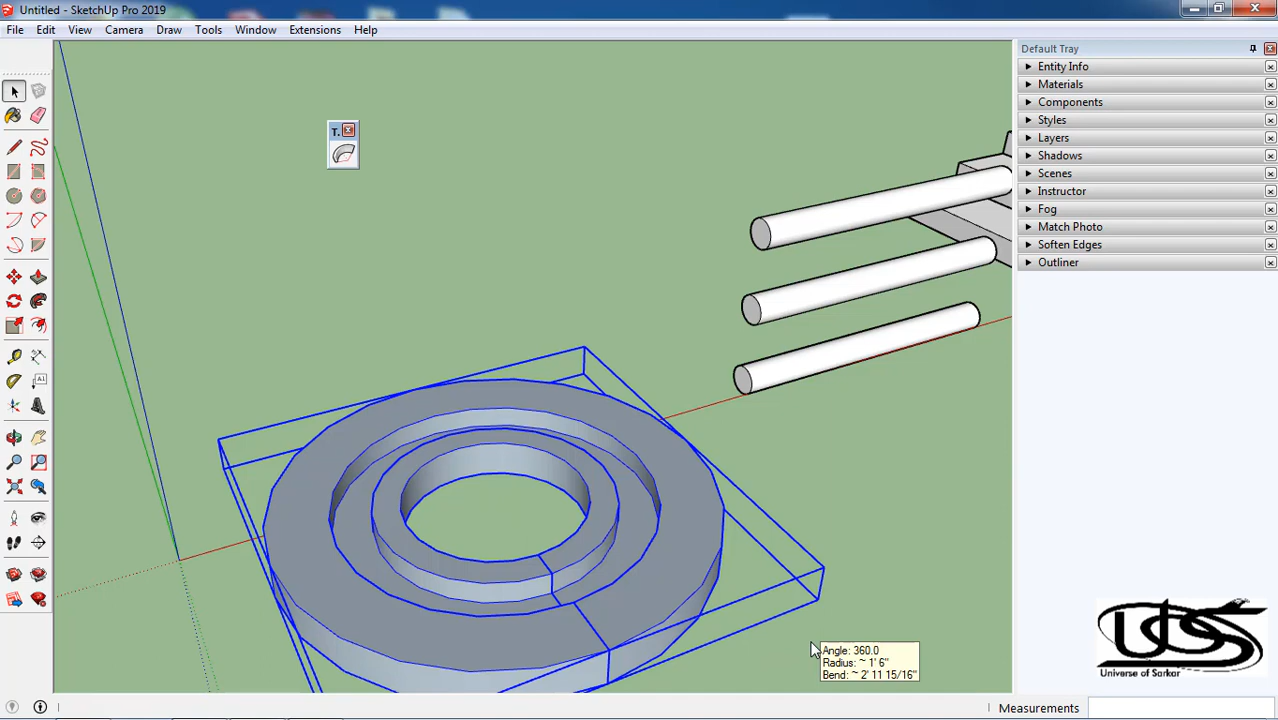 Untitled - SketchUp Pro 2019
File Edit View Camera Draw Tools Window Extensions Help
Default Tray
Entity Info
Materials
Components
Styles
Layers
Shadows
Scenes
Instructor
Fog
Match Photo
Soften Edges
Outliner
T.
A1
Angle: 360.0
Radius: ~ 1' 6"
Bend: ~ 2' 11 15/16"
UOS
Universe of Sarkar
Measurements